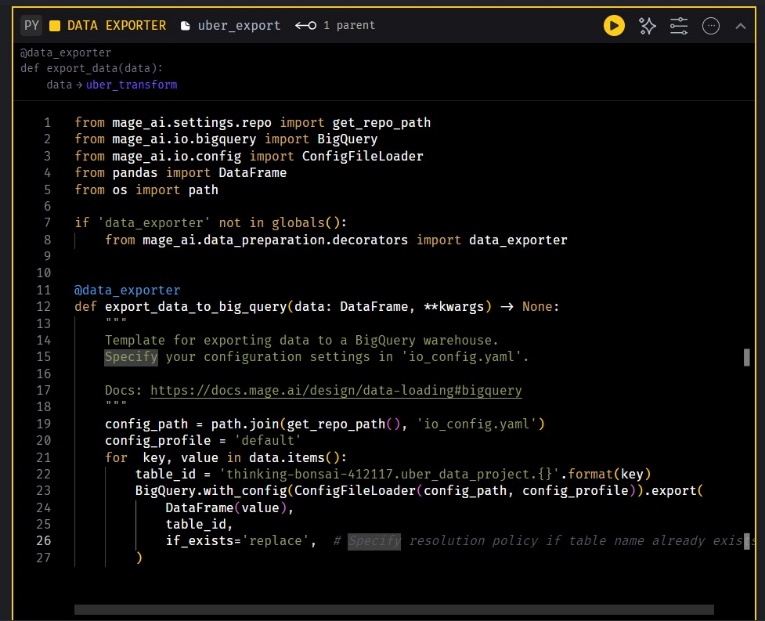 PY DATA EXPORTER uber_export 1 parent
@data_exporter
def export_data(data):
data → uber_transform
1 from mage_ai.settings.repo import get_repo_path
2 from mage_ai.io.bigquery import BigQuery
3 from mage_ai.io.config import ConfigFileLoader
4 from pandas import DataFrame
5 from os import path
6
7 if 'data_exporter' not in globals():
8     from mage_ai.data_preparation.decorators import data_exporter
9
10
11 @data_exporter
12 def export_data_to_big_query(data: DataFrame, **kwargs) -> None:
13     """
14     Template for exporting data to a BigQuery warehouse.
15     Specify your configuration settings in 'io_config.yaml'.
16
17     Docs: https://docs.mage.ai/design/data-loading#bigquery
18     """
19     config_path = path.join(get_repo_path(), 'io_config.yaml')
20     config_profile = 'default'
21     for  key, value in data.items():
22         table_id = 'thinking-bonsai-412117.uber_data_project.{}'.format(key)
23         BigQuery.with_config(ConfigFileLoader(config_path, config_profile)).export(
24             DataFrame(value),
25             table_id,
26             if_exists='replace',  # Specify resolution policy if table name already exis
27         )